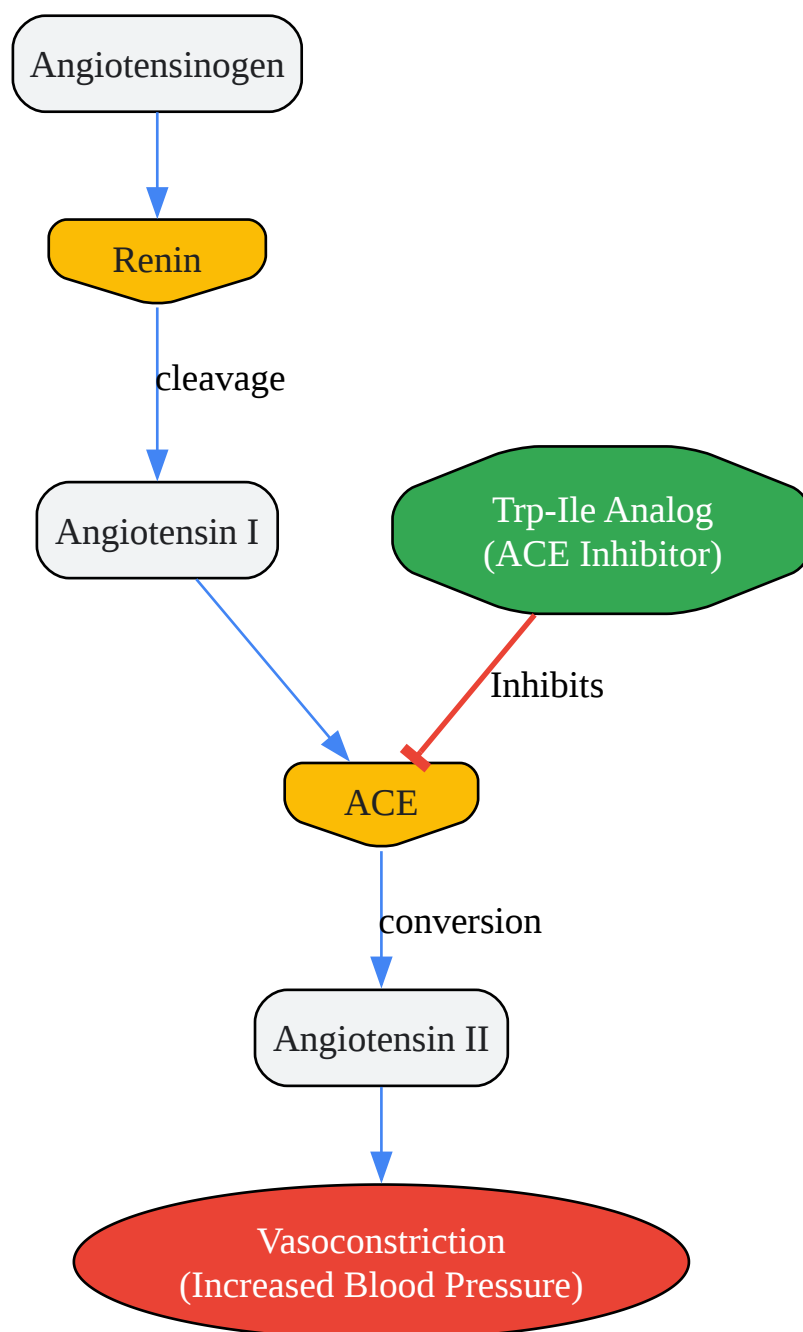 Angiotensinogen
Renin
cleavage
Angiotensin I
Trp-Ile Analog
(ACE Inhibitor)
Inhibits
ACE
conversion
Angiotensin II
Vasoconstriction
(Increased Blood Pressure)